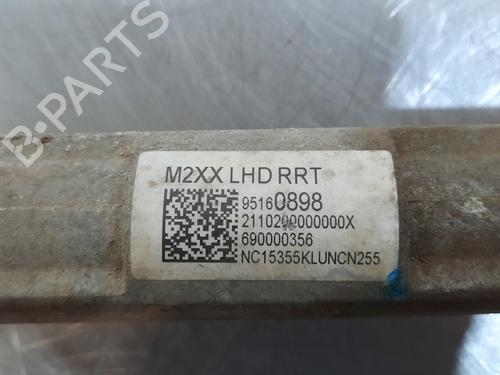 B-PARTS
M2XX LHD RRT
95160898
2110200000000X
690000356
NC15355KLUNCN255